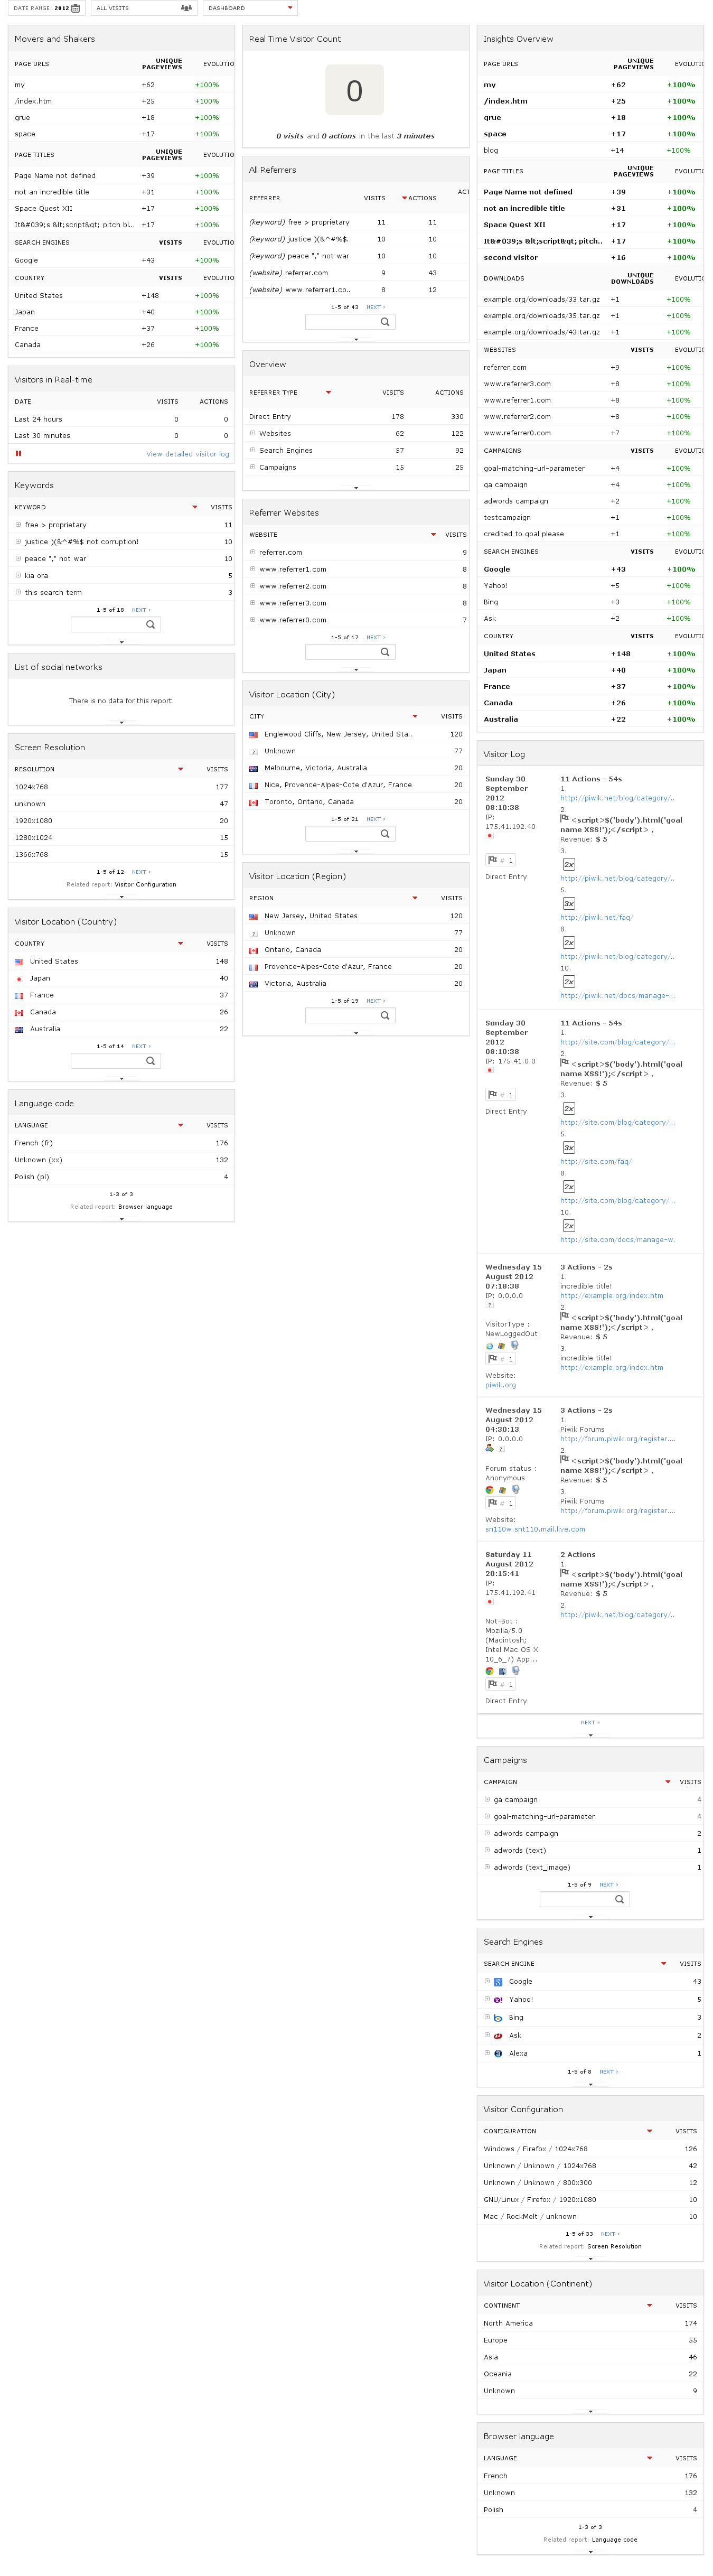 DATE RANGE: 2012
ALL VISITS
DASHBOARD
Movers and Shakers
PAGE URLS UNIQUE PAGEVIEWS EVOLUTIO
my +62 +100%
/index.htm +25 +100%
qrue +18 +100%
space +17 +100%
PAGE TITLES UNIQUE PAGEVIEWS EVOLUTIO
Page Name not defined +39 +100%
not an incredible title +31 +100%
Space Quest XII +17 +100%
It&#039;s &lt;script&gt; pitch bl... +17 +100%
SEARCH ENGINES VISITS EVOLUTIO
Google +43 +100%
COUNTRY VISITS EVOLUTIO
United States +148 +100%
Japan +40 +100%
France +37 +100%
Canada +26 +100%
Visitors in Real-time
DATE VISITS ACTIONS
Last 24 hours 0 0
Last 30 minutes 0 0
View detailed visitor log
Keywords
KEYWORD VISITS
free > proprietary 11
justice )(&^#%$ not corruption! 10
peace "," not war 10
kia ora 5
this search term 3
1-5 of 18 NEXT ›
List of social networks
There is no data for this report.
Screen Resolution
RESOLUTION VISITS
1024x768 177
unknown 47
1920x1080 20
1280x1024 15
1366x768 15
1-5 of 12 NEXT ›
Related report: Visitor Configuration
Visitor Location (Country)
COUNTRY VISITS
United States 148
Japan 40
France 37
Canada 26
Australia 22
1-5 of 14 NEXT ›
Language code
LANGUAGE VISITS
French (fr) 176
Unknown (xx) 132
Polish (pl) 4
1-3 of 3
Related report: Browser language
Real Time Visitor Count
0
0 visits and 0 actions in the last 3 minutes
All Referrers
REFERRER VISITS ACTIONS ACT
(keyword) free > proprietary 11 11
(keyword) justice )(&^#%$. 10 10
(keyword) peace "," not war 10 10
(website) referrer.com 9 43
(website) www.referrer1.co.. 8 12
1-5 of 43 NEXT ›
Overview
REFERRER TYPE VISITS ACTIONS
Direct Entry 178 330
Websites 62 122
Search Engines 57 92
Campaigns 15 25
Referrer Websites
WEBSITE VISITS
referrer.com 9
www.referrer1.com 8
www.referrer2.com 8
www.referrer3.com 8
www.referrer0.com 7
1-5 of 17 NEXT ›
Visitor Location (City)
CITY VISITS
Englewood Cliffs, New Jersey, United Sta.. 120
Unknown 77
Melbourne, Victoria, Australia 20
Nice, Provence-Alpes-Cote d'Azur, France 20
Toronto, Ontario, Canada 20
1-5 of 21 NEXT ›
Visitor Location (Region)
REGION VISITS
New Jersey, United States 120
Unknown 77
Ontario, Canada 20
Provence-Alpes-Cote d'Azur, France 20
Victoria, Australia 20
1-5 of 19 NEXT ›
Insights Overview
PAGE URLS UNIQUE PAGEVIEWS EVOLUTIO
my +62 +100%
/index.htm +25 +100%
qrue +18 +100%
space +17 +100%
blog +14 +100%
PAGE TITLES UNIQUE PAGEVIEWS EVOLUTIO
Page Name not defined +39 +100%
not an incredible title +31 +100%
Space Quest XII +17 +100%
It&#039;s &lt;script&gt; pitch.. +17 +100%
second visitor +16 +100%
DOWNLOADS UNIQUE DOWNLOADS EVOLUTIO
example.org/downloads/33.tar.gz +1 +100%
example.org/downloads/35.tar.gz +1 +100%
example.org/downloads/43.tar.gz +1 +100%
WEBSITES VISITS EVOLUTIO
referrer.com +9 +100%
www.referrer3.com +8 +100%
www.referrer1.com +8 +100%
www.referrer2.com +8 +100%
www.referrer0.com +7 +100%
CAMPAIGNS VISITS EVOLUTIO
goal-matching-url-parameter +4 +100%
ga campaign +4 +100%
adwords campaign +2 +100%
testcampaign +1 +100%
credited to goal please +1 +100%
SEARCH ENGINES VISITS EVOLUTIO
Google +43 +100%
Yahoo! +5 +100%
Bing +3 +100%
Ask +2 +100%
COUNTRY VISITS EVOLUTIO
United States +148 +100%
Japan +40 +100%
France +37 +100%
Canada +26 +100%
Australia +22 +100%
Visitor Log
Sunday 30
September
2012
08:10:38
IP:
175.41.192.40
# 1
Direct Entry
11 Actions - 54s
1.
http://piwik.net/blog/category/..
2.
<script>$('body').html('goal
name XSS!');</script> ,
Revenue: $ 5
3.
2x
http://piwik.net/blog/category/..
5.
3x
http://piwik.net/faq/
8.
2x
http://piwik.net/blog/category/..
10.
2x
http://piwik.net/docs/manage-...
Sunday 30
September
2012
08:10:38
IP: 175.41.0.0
# 1
Direct Entry
11 Actions - 54s
1.
http://site.com/blog/category/...
2.
<script>$('body').html('goal
name XSS!');</script> ,
Revenue: $ 5
3.
2x
http://site.com/blog/category/...
5.
3x
http://site.com/faq/
8.
2x
http://site.com/blog/category/...
10.
2x
http://site.com/docs/manage-w.
Wednesday 15
August 2012
07:18:38
IP: 0.0.0.0
VisitorType :
NewLoggedOut
# 1
Website:
piwik.org
3 Actions - 2s
1.
incredible title!
http://example.org/index.htm
2.
<script>$('body').html('goal
name XSS!');</script> ,
Revenue: $ 5
3.
incredible title!
http://example.org/index.htm
Wednesday 15
August 2012
04:30:13
IP: 0.0.0.0
Forum status :
Anonymous
# 1
Website:
sn110w.snt110.mail.live.com
3 Actions - 2s
1.
Piwik Forums
http://forum.piwik.org/register....
2.
<script>$('body').html('goal
name XSS!');</script> ,
Revenue: $ 5
3.
Piwik Forums
http://forum.piwik.org/register....
Saturday 11
August 2012
20:15:41
IP:
175.41.192.41
Not-Bot :
Mozilla/5.0
(Macintosh;
Intel Mac OS X
10_6_7) App...
# 1
Direct Entry
2 Actions
1.
<script>$('body').html('goal
name XSS!');</script> ,
Revenue: $ 5
2.
http://piwik.net/blog/category/..
NEXT ›
Campaigns
CAMPAIGN VISITS
ga campaign 4
goal-matching-url-parameter 4
adwords campaign 2
adwords (text) 1
adwords (text_image) 1
1-5 of 9 NEXT ›
Search Engines
SEARCH ENGINE VISITS
Google 43
Yahoo! 5
Bing 3
Ask 2
Alexa 1
1-5 of 8 NEXT ›
Visitor Configuration
CONFIGURATION VISITS
Windows / Firefox / 1024x768 126
Unknown / Unknown / 1024x768 42
Unknown / Unknown / 800x300 12
GNU/Linux / Firefox / 1920x1080 10
Mac / RockMelt / unknown 10
1-5 of 33 NEXT ›
Related report: Screen Resolution
Visitor Location (Continent)
CONTINENT VISITS
North America 174
Europe 55
Asia 46
Oceania 22
Unknown 9
Browser language
LANGUAGE VISITS
French 176
Unknown 132
Polish 4
1-3 of 3
Related report: Language code